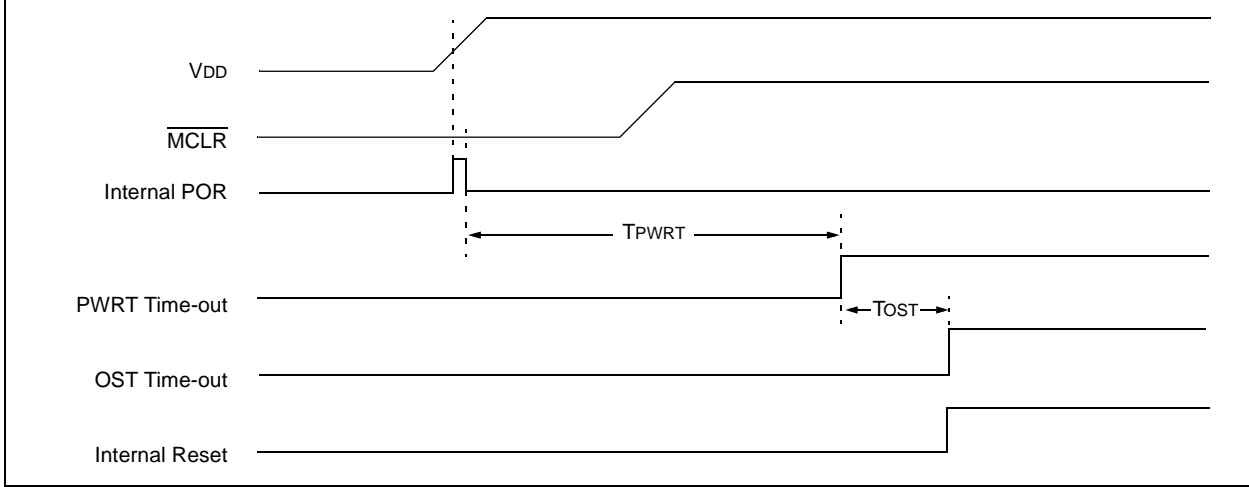 VDD
MCLR
Internal POR
TPWRT
PWRT Time-out
TOST
OST Time-out
Internal Reset